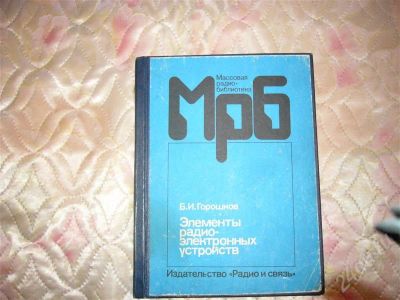 Массовая
радио-
библиотека
Мрб
Б.И.Горошков
Элементы
радио-
электронных
устройств
Издательство «Радио и связь»